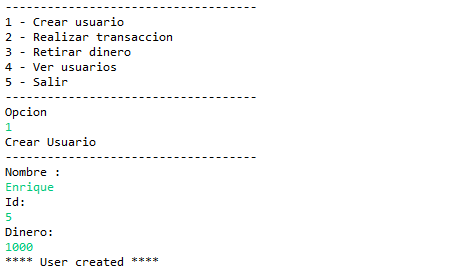 ------------------------------------
1 - Crear usuario
2 - Realizar transaccion
3 - Retirar dinero
4 - Ver usuarios
5 - Salir
------------------------------------
Opcion
1
Crear Usuario
------------------------------------
Nombre :
Enrique
Id:
5
Dinero:
1000
**** User created ****